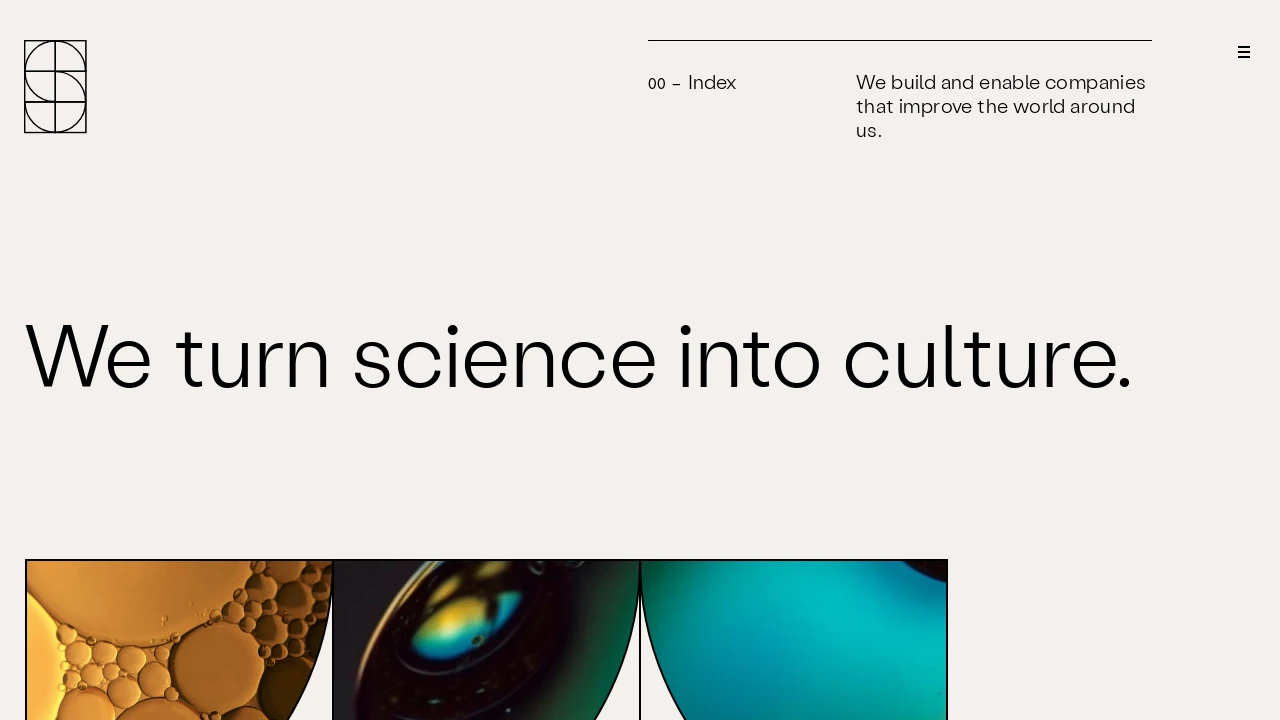 00 – Index
We build and enable companies
that improve the world around
us.
We turn science into culture.